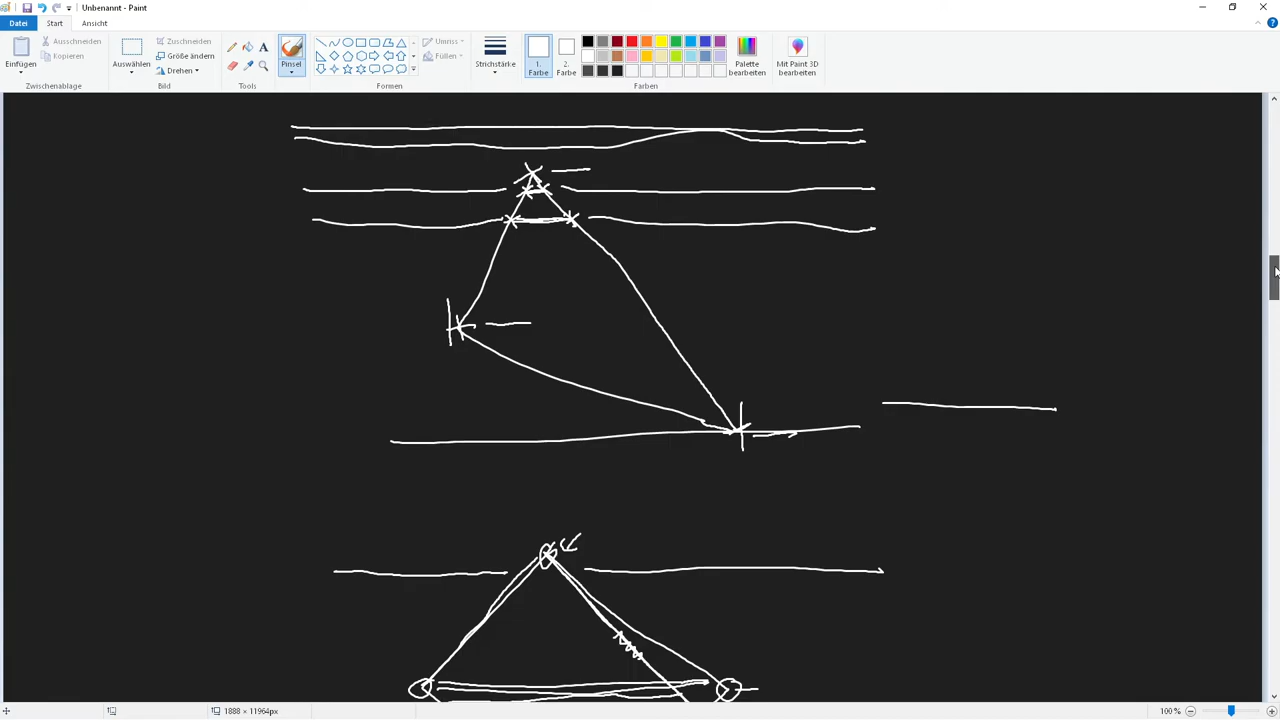 Unbenannt - Paint
Datei Start Ansicht
Einfügen
Ausschneiden
Kopieren
Zwischenablage
Auswählen
Zuschneiden
Größe ändern
Drehen
Bild
Pinsel
Tools
Umriss
Füllen
Formen
Strichstärke
1. Farbe
2. Farbe
Palette bearbeiten
Mit Paint 3D bearbeiten
Farben
1888 × 11964px
100 %